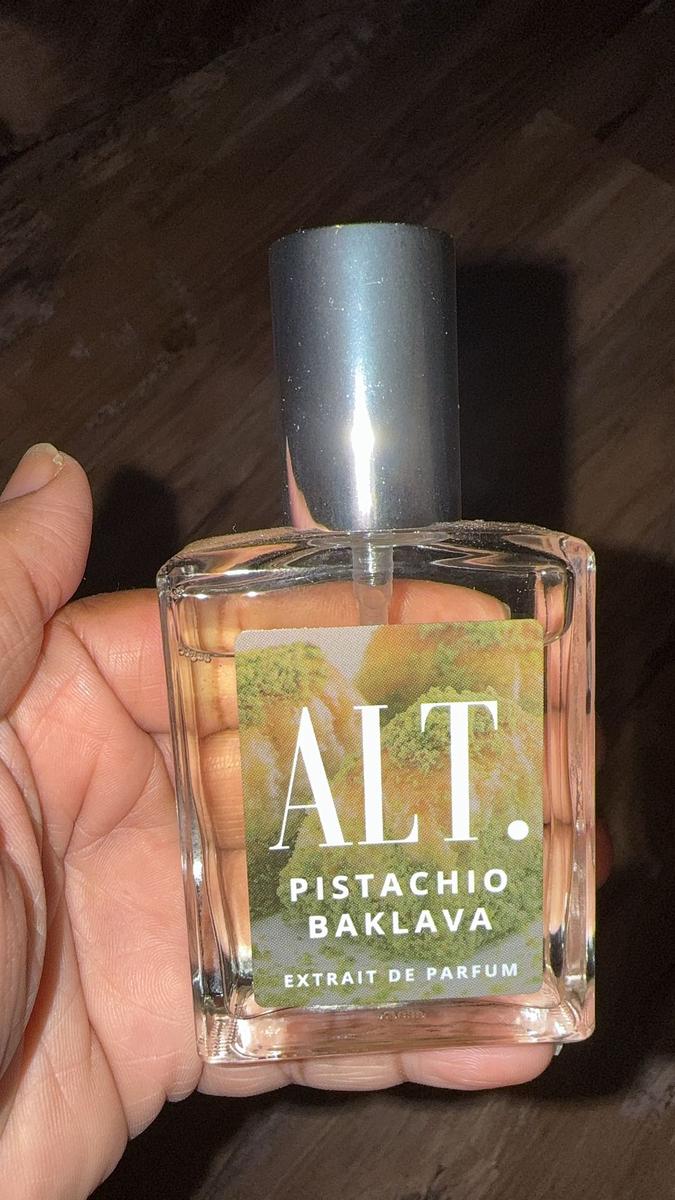 ALT.
PISTACHIO
BAKLAVA
EXTRAIT DE PARFUM